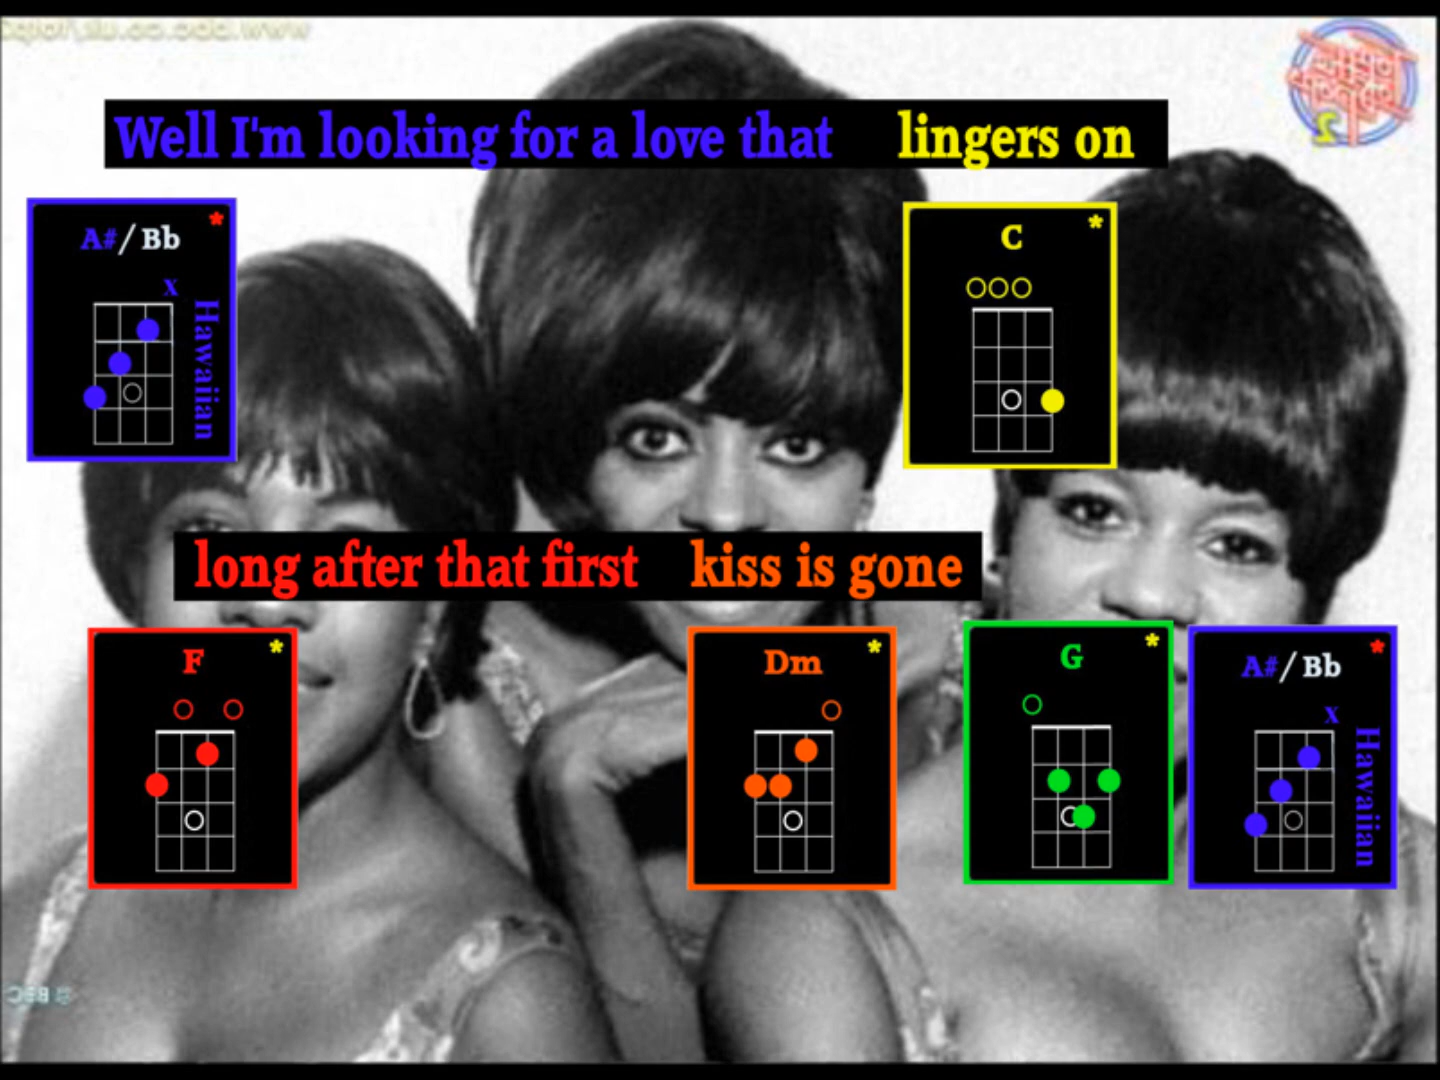 Well I'm looking for a love that lingers on
A#/Bb *
x
Hawaiian
C *
long after that first kiss is gone
F *
Dm *
G *
A#/Bb *
x
Hawaiian